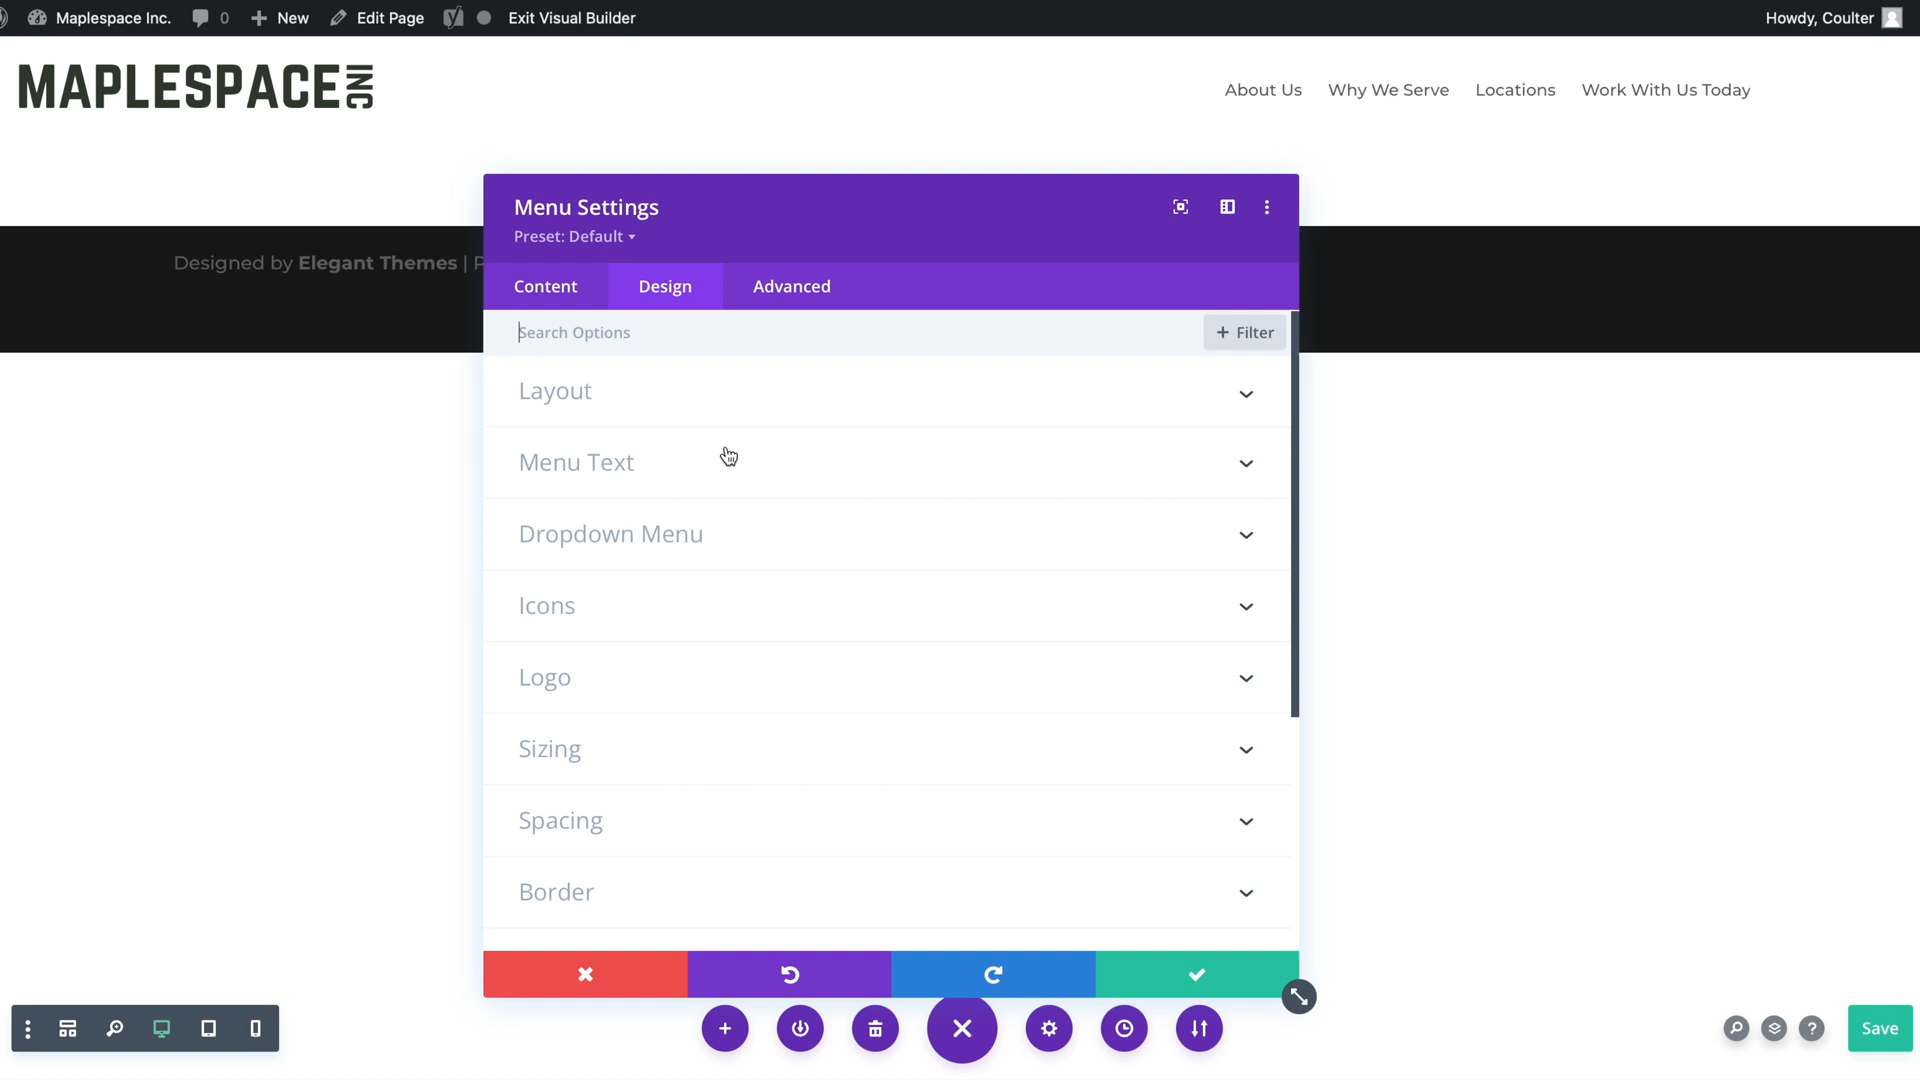 Maplespace Inc. 0 New Edit Page Exit Visual Builder Howdy, Coulter
MAPLESPACE INC
About Us Why We Serve Locations Work With Us Today
Menu Settings
Preset: Default
Designed by Elegant Themes | P
Content Design Advanced
Search Options + Filter
Layout
Menu Text
Dropdown Menu
Icons
Logo
Sizing
Spacing
Border
? Save